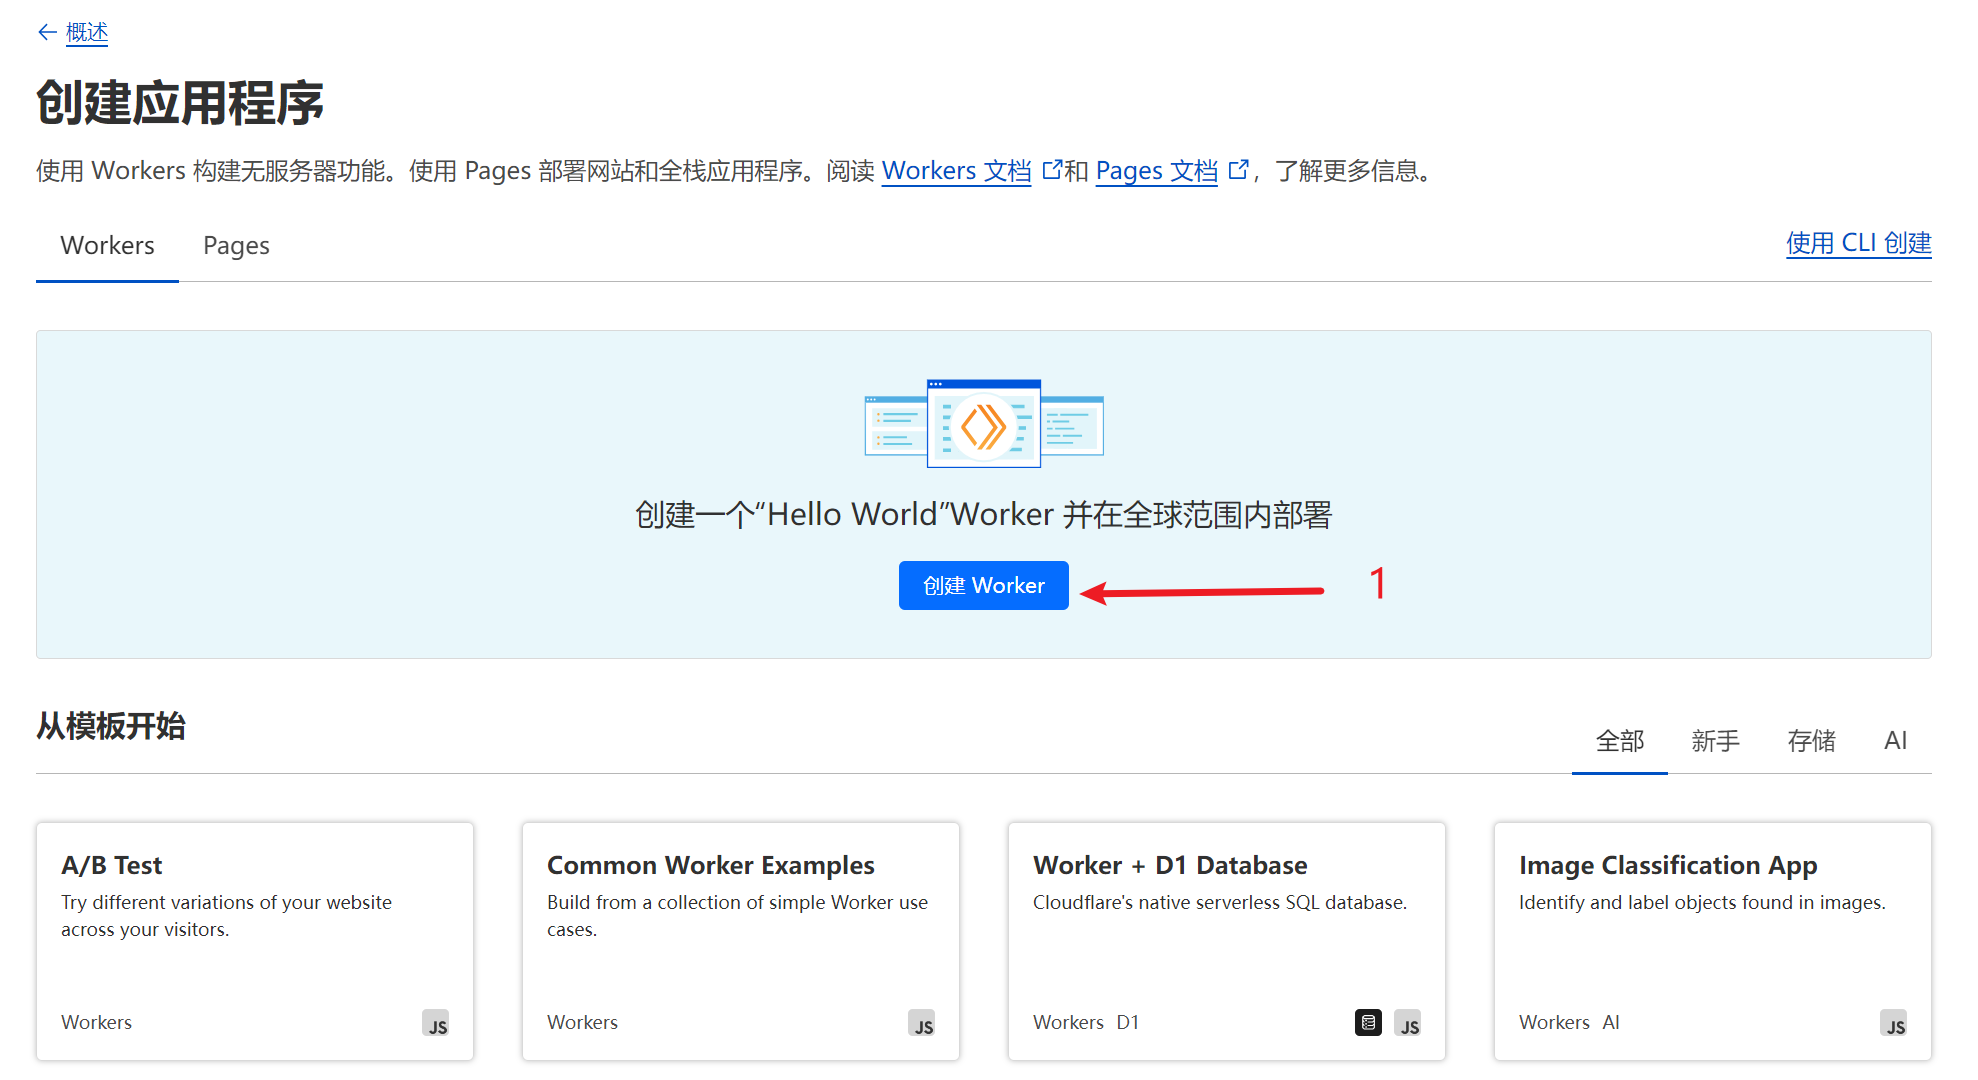 概述
创建应用程序
使用 Workers 构建无服务器功能。使用 Pages 部署网站和全栈应用程序。阅读 Workers 文档 和 Pages 文档 ，了解更多信息。
Workers Pages 使用 CLI 创建
创建一个“Hello World”Worker 并在全球范围内部署
创建 Worker 1
从模板开始
全部 新手 存储 AI
A/B Test
Try different variations of your website
across your visitors.
Workers JS
Common Worker Examples
Build from a collection of simple Worker use
cases.
Workers JS
Worker + D1 Database
Cloudflare's native serverless SQL database.
Workers D1 JS
Image Classification App
Identify and label objects found in images.
Workers AI JS